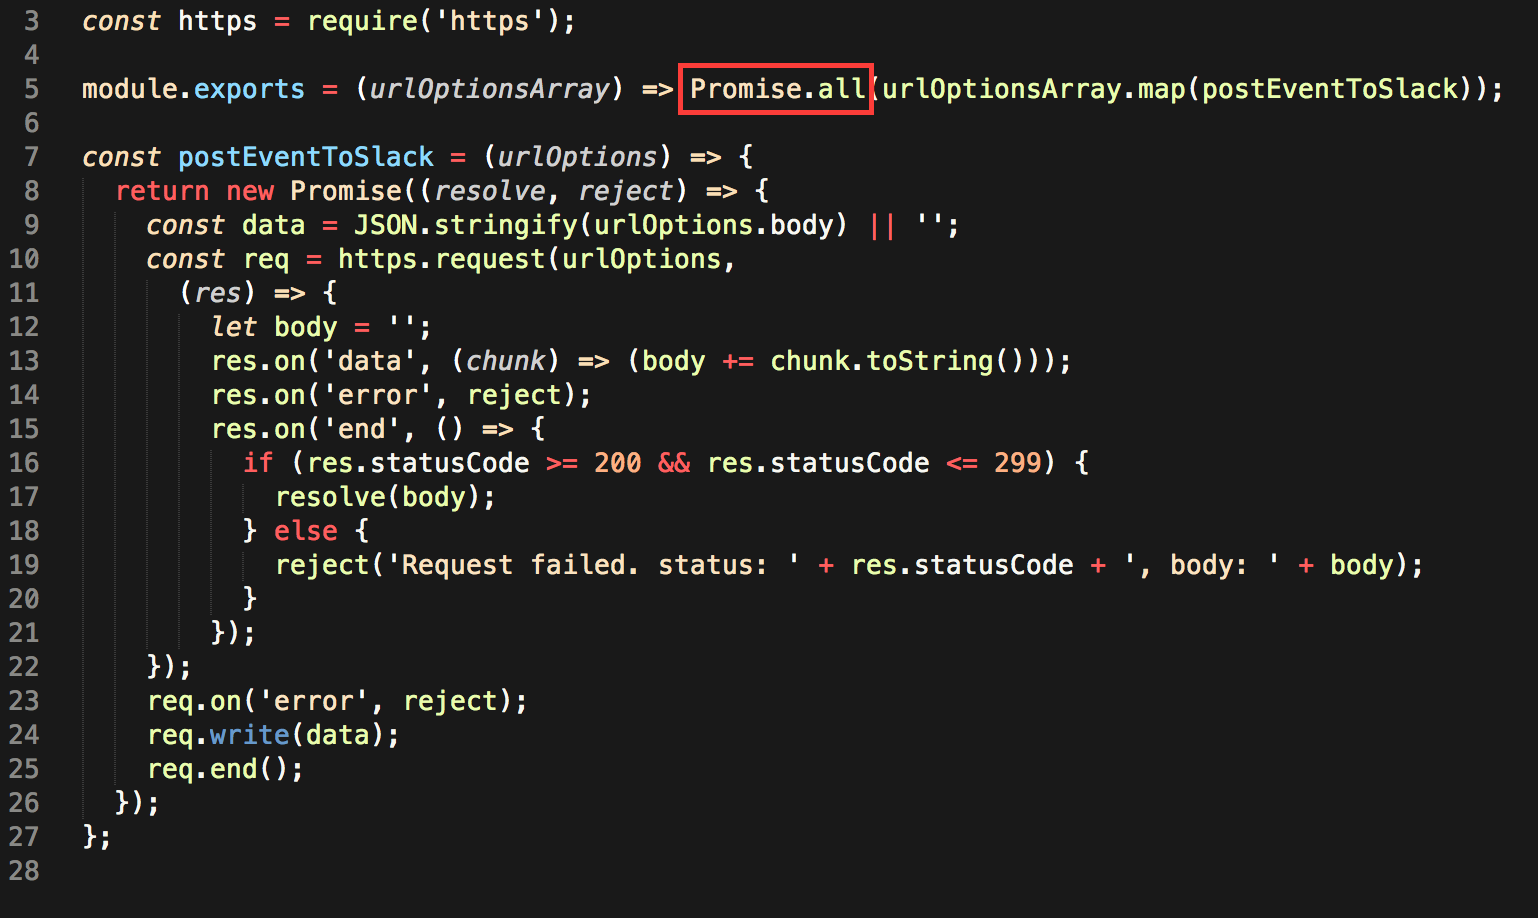 3 const https = require('https');
4
5 module.exports = (urlOptionsArray) => Promise.all(urlOptionsArray.map(postEventToSlack));
6
7 const postEventToSlack = (urlOptions) => {
8 return new Promise((resolve, reject) => {
9 const data = JSON.stringify(urlOptions.body) || '';
10 const req = https.request(urlOptions,
11 (res) => {
12 let body = '';
13 res.on('data', (chunk) => (body += chunk.toString()));
14 res.on('error', reject);
15 res.on('end', () => {
16 if (res.statusCode >= 200 && res.statusCode <= 299) {
17 resolve(body);
18 } else {
19 reject('Request failed. status: ' + res.statusCode + ', body: ' + body);
20 }
21 });
22 });
23 req.on('error', reject);
24 req.write(data);
25 req.end();
26 });
27 };
28